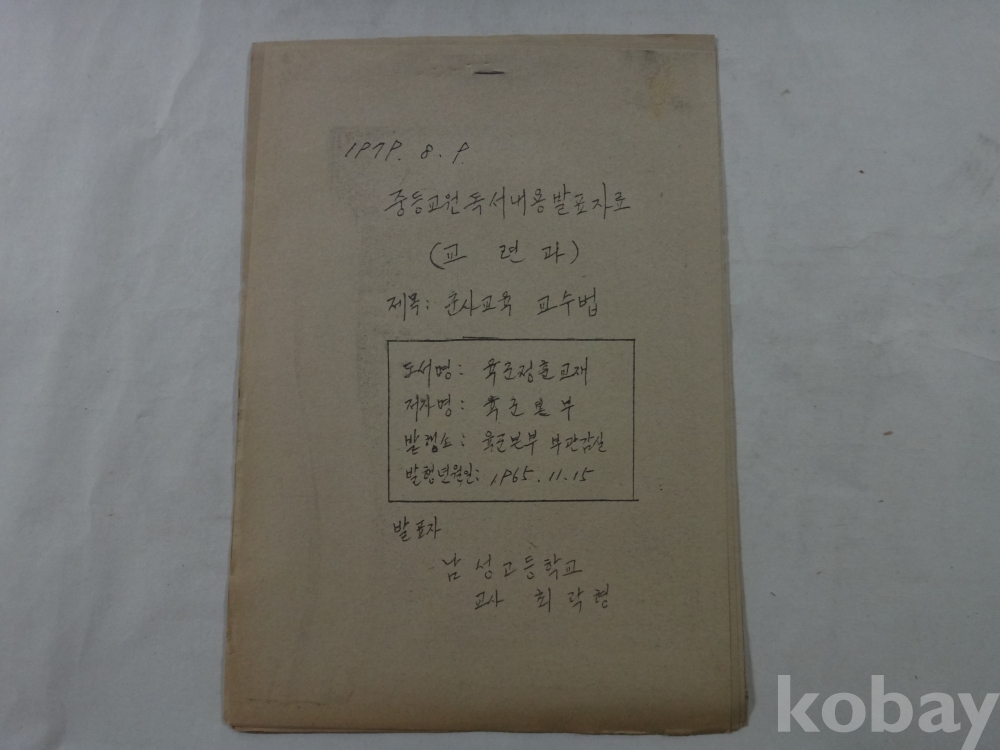 1979. 8. 9.
중등교원독서내용발표자료
(교 련 과)
제목: 군사교육 교수법
도서명: 육군정훈교재
저자명: 육군본부
발행소: 육군본부 부관감실
발행년월일: 1965.11.15
발표자
남성고등학교
교사 최락형
kobay